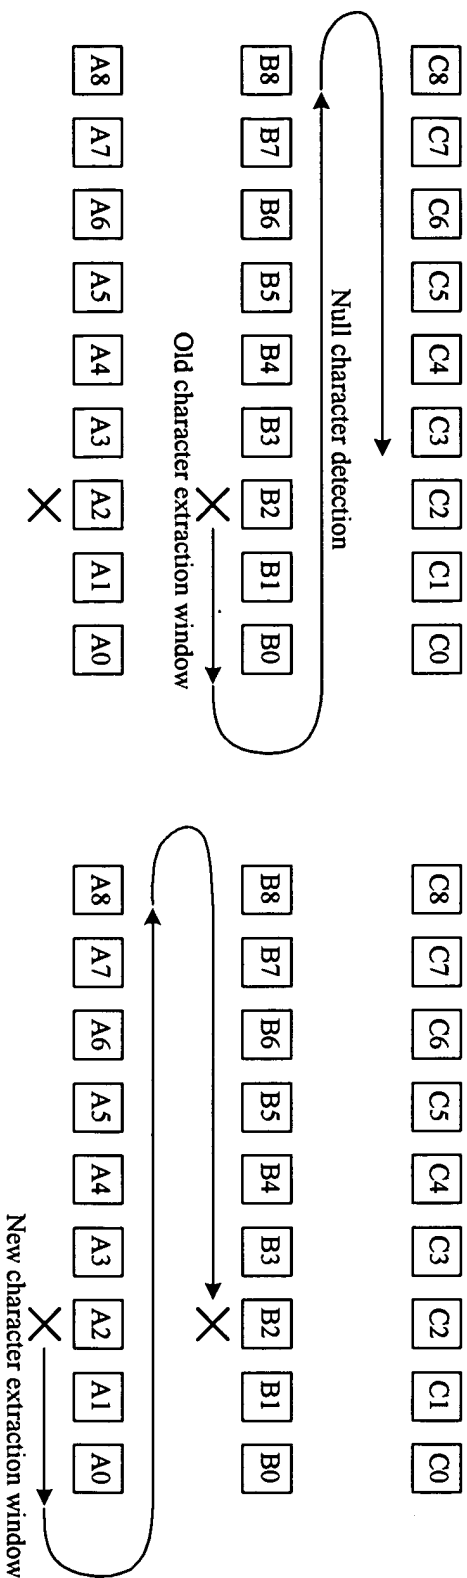 C8 C7 C6 C5 C4 C3 C2 C1 C0
Null character detection
B8 B7 B6 B5 B4 B3 B2 B1 B0
Old character extraction window
A8 A7 A6 A5 A4 A3 A2 A1 A0
C8 C7 C6 C5 C4 C3 C2 C1 C0
B8 B7 B6 B5 B4 B3 B2 B1 B0
A8 A7 A6 A5 A4 A3 A2 A1 A0
New character extraction window